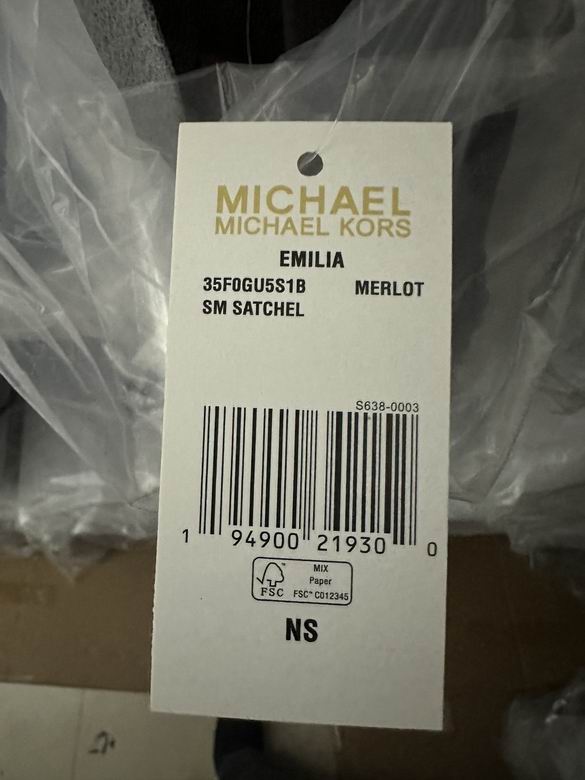 MICHAEL
MICHAEL KORS
EMILIA
35F0GU5S1B MERLOT
SM SATCHEL
S638-0003
1 94900 21930 0
FSC™
MIX
Paper
FSC™ C012345
NS